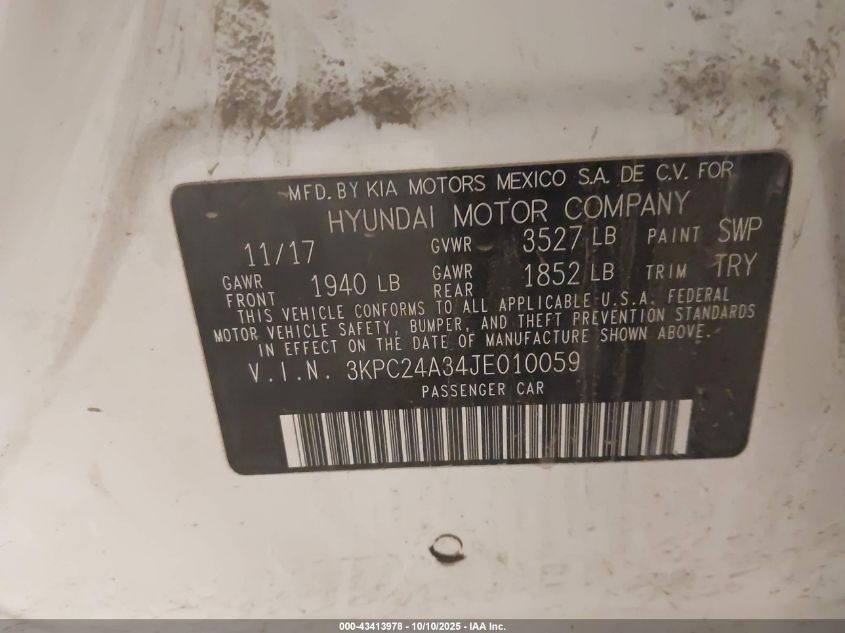 MFD. BY KIA MOTORS MEXICO S.A. DE C.V. FOR
HYUNDAI MOTOR COMPANY
11/17 GVWR 3527 LB PAINT SWP
GAWR FRONT 1940 LB GAWR REAR 1852 LB TRIM TRY
THIS VEHICLE CONFORMS TO ALL APPLICABLE U.S.A. FEDERAL
MOTOR VEHICLE SAFETY, BUMPER, AND THEFT PREVENTION STANDARDS
IN EFFECT ON THE DATE OF MANUFACTURE SHOWN ABOVE.
V.I.N. 3KPC24A34JE010059
PASSENGER CAR
000-43413978 - 10/10/2025 - IAA Inc.